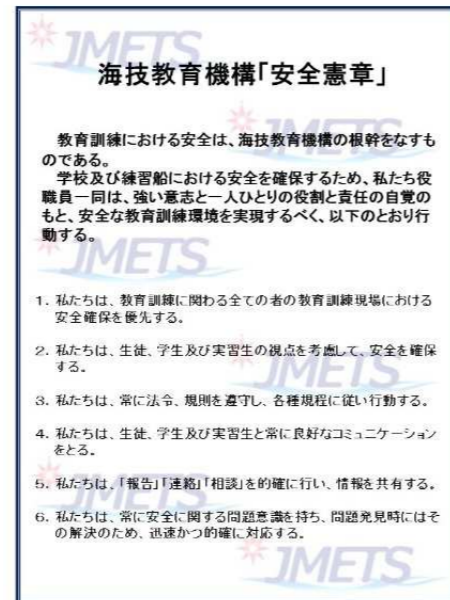 JMETS
海技教育機構「安全憲章」
JMETS
教育訓練における安全は、海技教育機構の根幹をなすも
のである。
学校及び練習船における安全を確保するため、私たち役
職員一同は、強い意志と一人ひとりの役割と責任の自覚の
もと、安全な教育訓練環境を実現するべく、以下のとおり行
動する。
JMETS
1. 私たちは、教育訓練に関わる全ての者の教育訓練現場における
安全確保を優先する。
2. 私たちは、生徒、学生及び実習生の視点を考慮して、安全を確保
する。
JMETS
3. 私たちは、常に法令、規則を遵守し、各種規程に従い行動する。
4. 私たちは、生徒、学生及び実習生と常に良好なコミュニケーション
をとる。
5. 私たちは、「報告」「連絡」「相談」を的確に行い、情報を共有する。
JMETS
6. 私たちは、常に安全に関する問題意識を持ち、問題発見時にはそ
の解決のため、迅速かつ的確に対応する。
JMETS